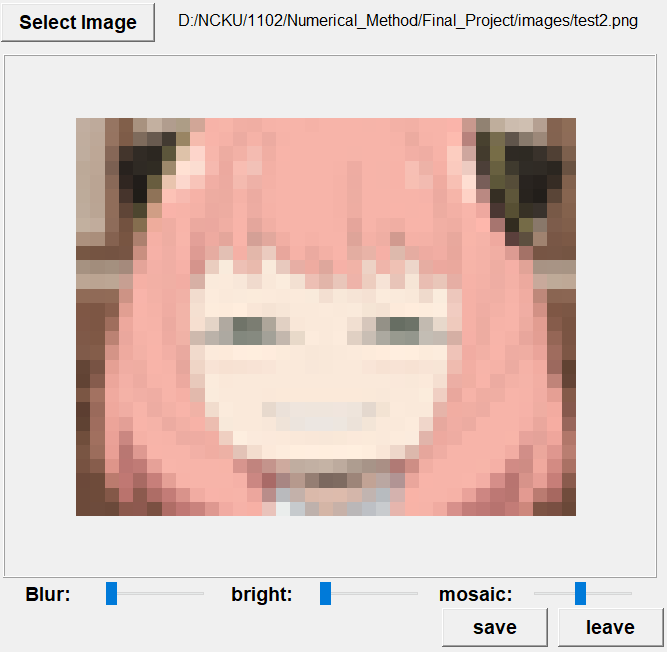 Select Image D:/NCKU/1102/Numerical_Method/Final_Project/images/test2.png
Blur: bright: mosaic:
save leave